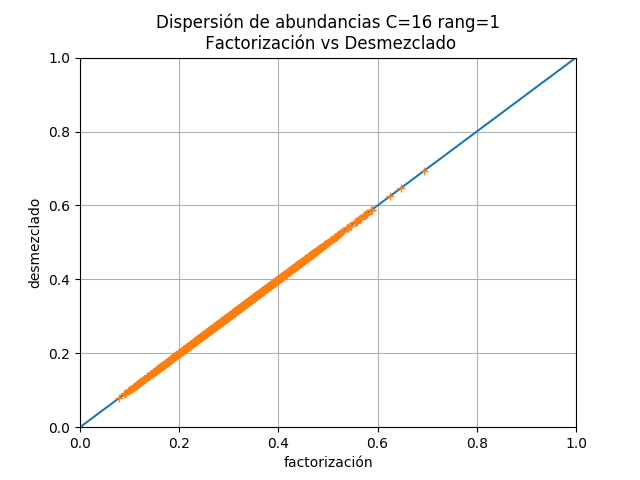 Dispersión de abundancias C=16 rang=1
Factorización vs Desmezclado
1.0
0.8
0.6
0.4
0.2
0.0
desmezclado
0.0 0.2 0.4 0.6 0.8 1.0
factorización